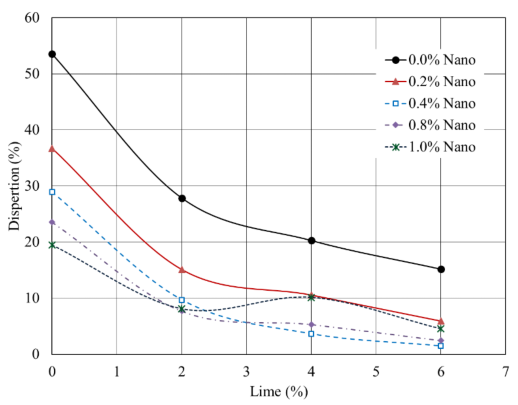 60
50
40
30
20
10
0
Dispertion (%)
0.0% Nano
0.2% Nano
0.4% Nano
0.8% Nano
1.0% Nano
0 1 2 3 4 5 6 7
Lime (%)